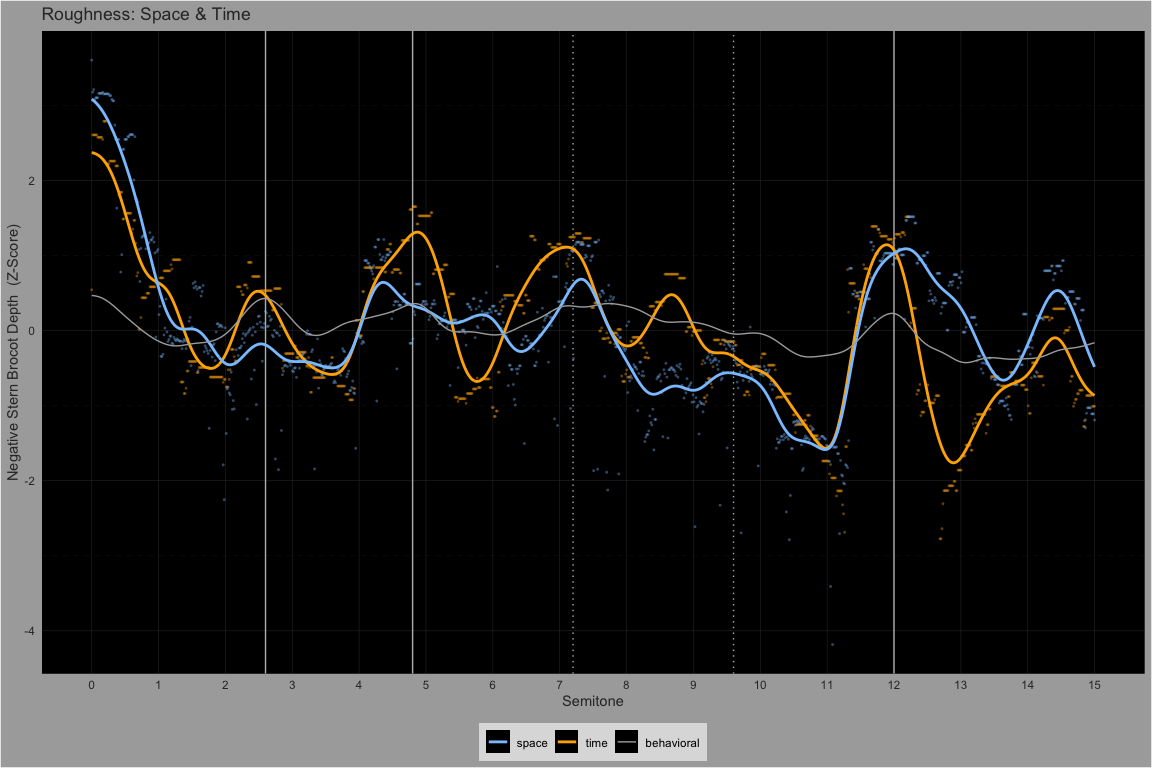 Roughness: Space & Time
Negative Stern Brocot Depth (Z-Score)
2
0
-2
-4
0 1 2 3 4 5 6 7 8 9 10 11 12 13 14 15
Semitone
space time behavioral